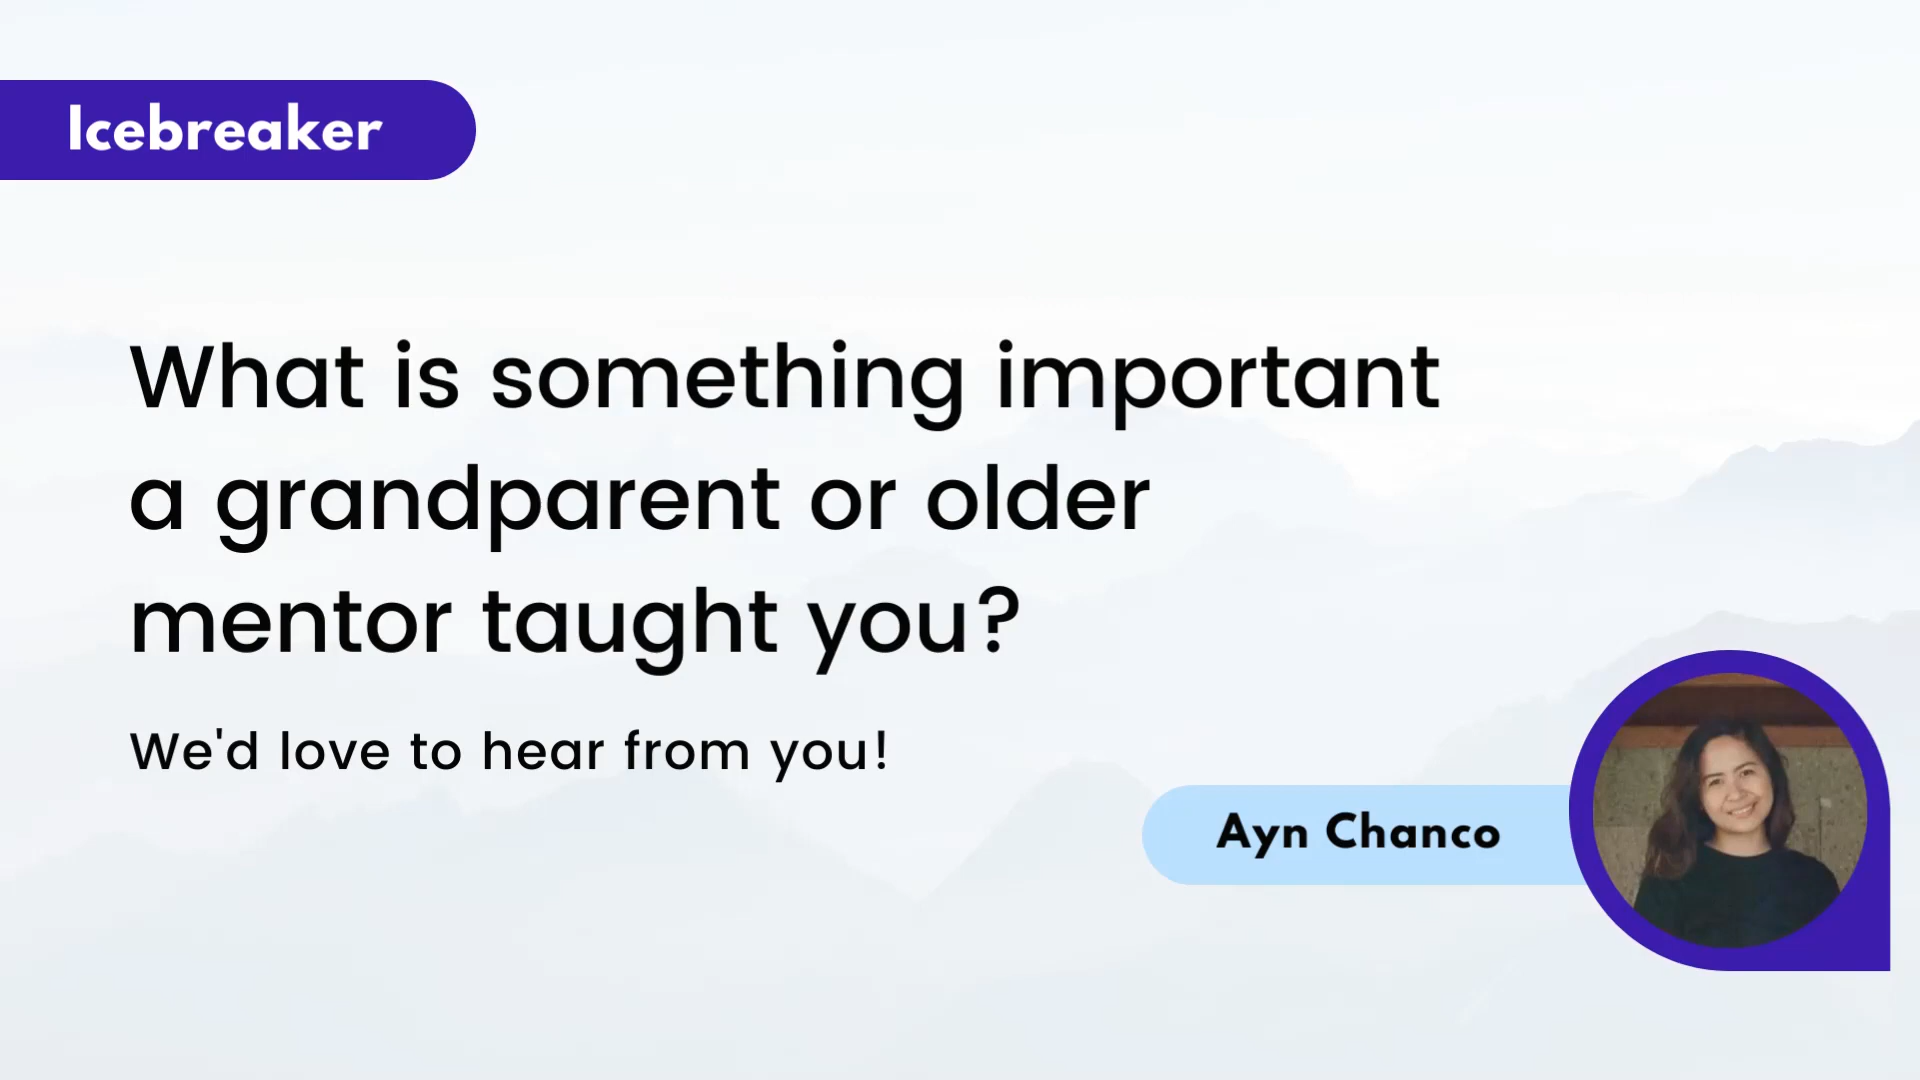 Icebreaker
What is something important
a grandparent or older
mentor taught you?
We'd love to hear from you!
Ayn Chanco